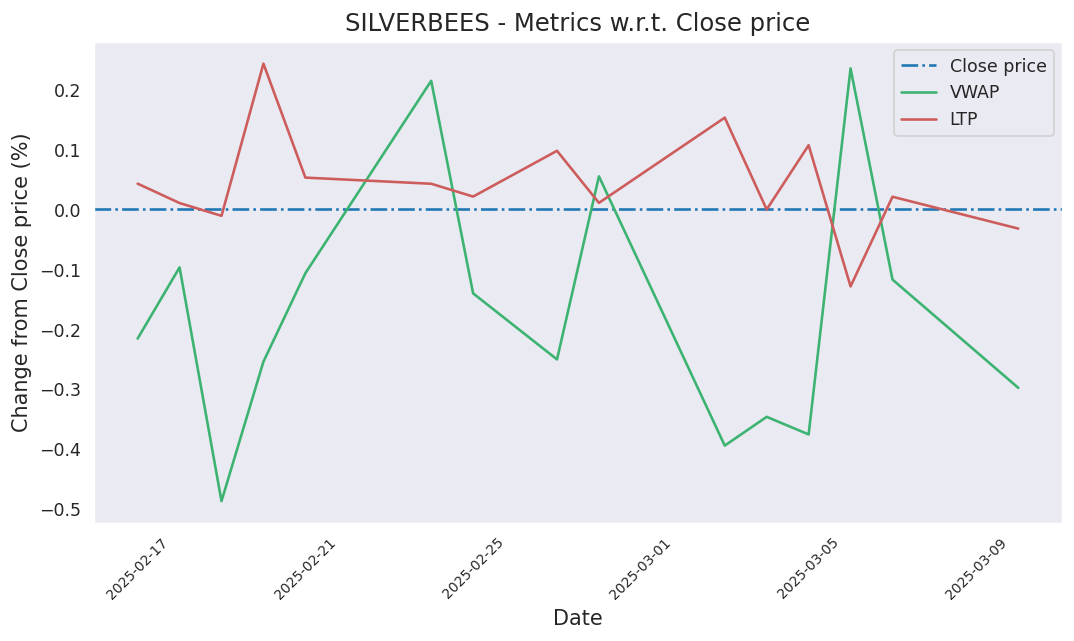 SILVERBEES - Metrics w.r.t. Close price
Close price
VWAP
LTP
Change from Close price (%)
0.2
0.1
0.0
−0.1
−0.2
−0.3
−0.4
−0.5
2025-02-17
2025-02-21
2025-02-25
2025-03-01
2025-03-05
2025-03-09
Date